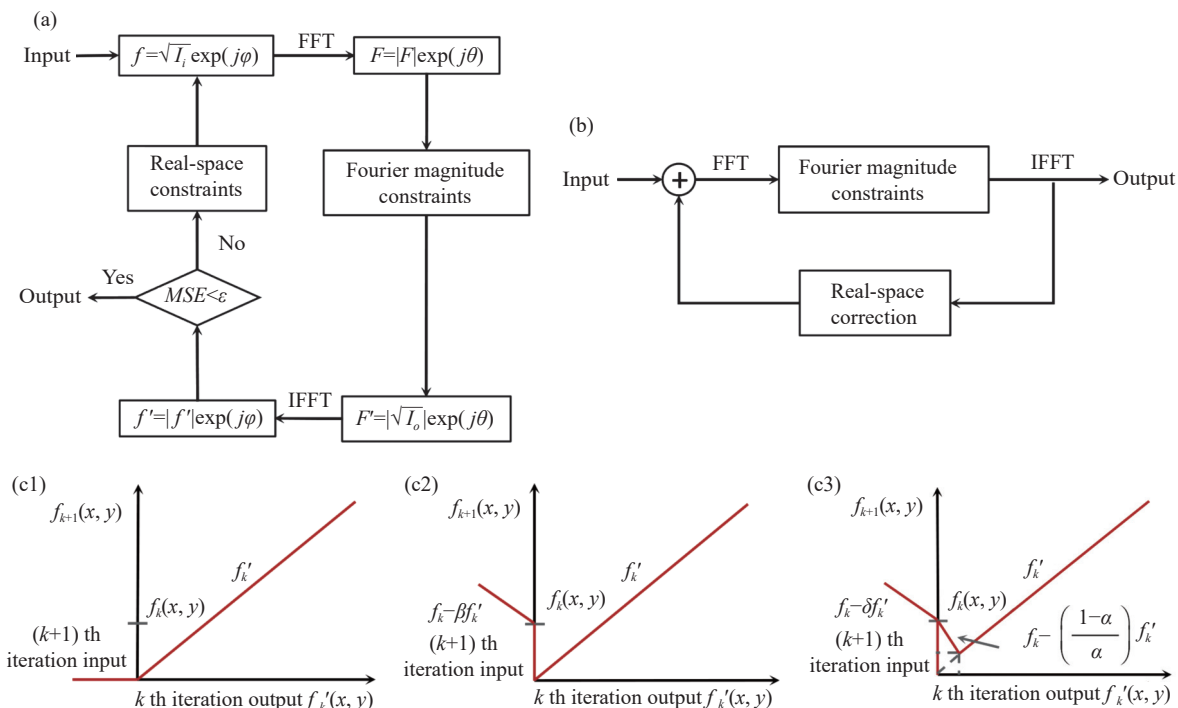 (a)
Input
f=√I_i exp(jφ)
FFT
F=|F|exp(jθ)
Real-space
constraints
Fourier magnitude
constraints
No
Yes
Output
MSE<ε
f′=|f′|exp(jφ)
IFFT
F′=|√I_o|exp(jθ)
(b)
Input
+
FFT
Fourier magnitude
constraints
IFFT
Output
Real-space
correction
(c1)
f_{k+1}(x, y)
f_k′
f_k(x, y)
(k+1) th
iteration input
k th iteration output f_k′(x, y)
(c2)
f_{k+1}(x, y)
f_k′
f_k−βf_k′
f_k(x, y)
(k+1) th
iteration input
k th iteration output f_k′(x, y)
(c3)
f_{k+1}(x, y)
f_k′
f_k−δf_k′
f_k(x, y)
(k+1) th
iteration input
f_k−((1−α)/α) f_k′
k th iteration output f_k′(x, y)